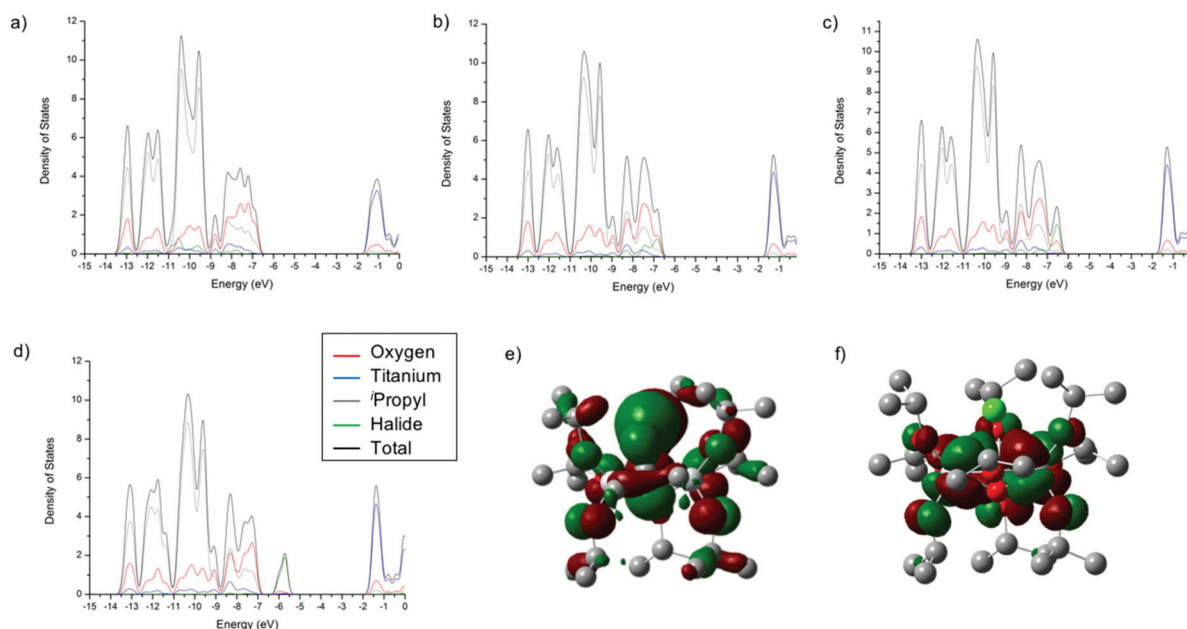 a)
Density of States
12
10
8
6
4
2
0
-15 -14 -13 -12 -11 -10 -9 -8 -7 -6 -5 -4 -3 -2 -1 0
Energy (eV)
b)
Density of States
12
10
8
6
4
2
0
-15 -14 -13 -12 -11 -10 -9 -8 -7 -6 -5 -4 -3 -2 -1
Energy (eV)
c)
Desnity of States
11
10
9
8
7
6
5
4
3
2
1
0
-15 -14 -13 -12 -11 -10 -9 -8 -7 -6 -5 -4 -3 -2 -1
Energy (eV)
d)
Density of States
12
10
8
6
4
2
0
-15 -14 -13 -12 -11 -10 -9 -8 -7 -6 -5 -4 -3 -2 -1 0
Energy (eV)
Oxygen
Titanium
ⁱPropyl
Halide
Total
e)
f)